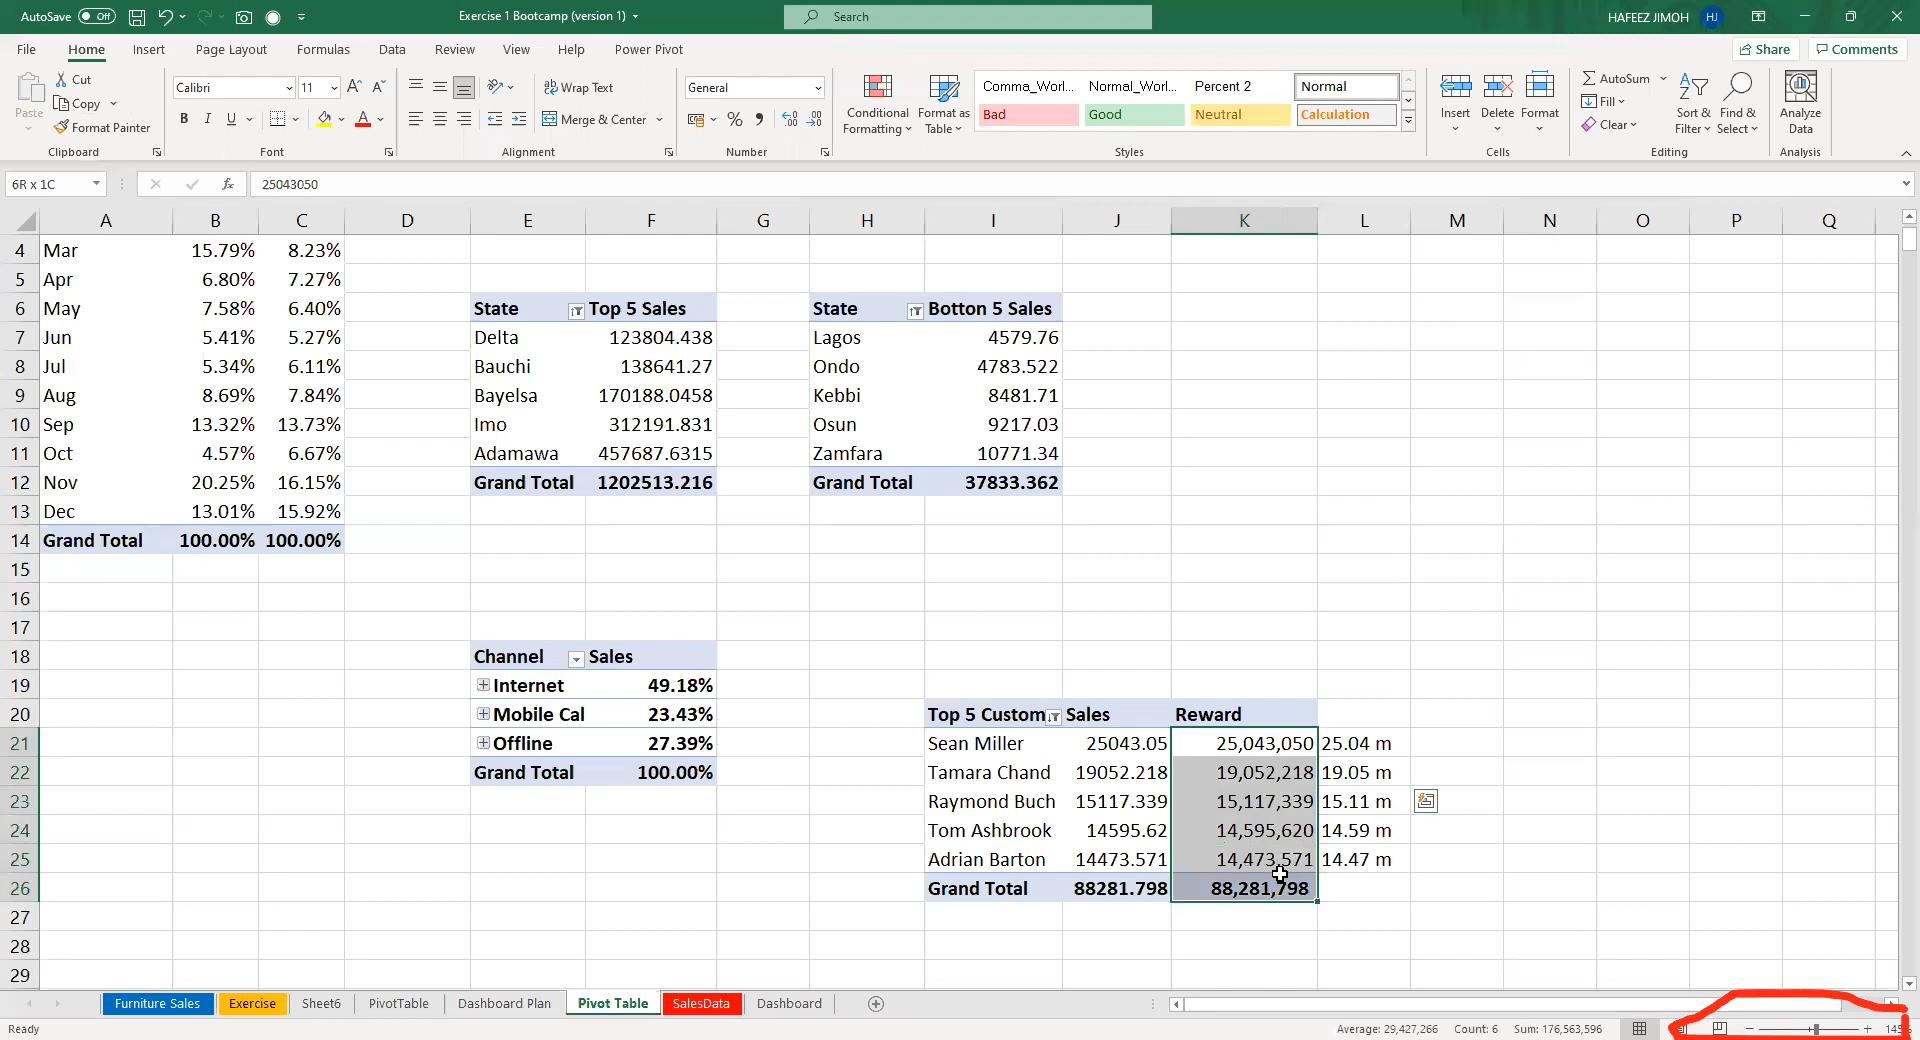 AutoSave Off Exercise 1 Bootcamp (version 1) Search HAFEEZ JIMOH HJ
File Home Insert Page Layout Formulas Data Review View Help Power Pivot Share Comments
Paste Cut Copy Format Painter Clipboard
Calibri 11 B I U A A A Font
Wrap Text Merge & Center Alignment
General % Number
Conditional Formatting Format as Table
Comma_Worl... Normal_Worl... Percent 2 Normal
Bad Good Neutral Calculation
Styles
Insert Delete Format Cells
AutoSum Fill Clear Sort & Filter Find & Select Editing
Analyze Data Analysis
6R x 1C fx 25043050
A B C D E F G H I J K L M N O P Q
4 Mar 15.79% 8.23%
5 Apr 6.80% 7.27%
6 May 7.58% 6.40% State Top 5 Sales State Botton 5 Sales
7 Jun 5.41% 5.27% Delta 123804.438 Lagos 4579.76
8 Jul 5.34% 6.11% Bauchi 138641.27 Ondo 4783.522
9 Aug 8.69% 7.84% Bayelsa 170188.0458 Kebbi 8481.71
10 Sep 13.32% 13.73% Imo 312191.831 Osun 9217.03
11 Oct 4.57% 6.67% Adamawa 457687.6315 Zamfara 10771.34
12 Nov 20.25% 16.15% Grand Total 1202513.216 Grand Total 37833.362
13 Dec 13.01% 15.92%
14 Grand Total 100.00% 100.00%
15
16
17
18 Channel Sales
19 Internet 49.18%
20 Mobile Cal 23.43% Top 5 Custom Sales Reward
21 Offline 27.39% Sean Miller 25043.05 25,043,050 25.04 m
22 Grand Total 100.00% Tamara Chand 19052.218 19,052,218 19.05 m
23 Raymond Buch 15117.339 15,117,339 15.11 m
24 Tom Ashbrook 14595.62 14,595,620 14.59 m
25 Adrian Barton 14473.571 14,473,571 14.47 m
26 Grand Total 88281.798 88,281,798
27
28
29
Furniture Sales Exercise Sheet6 PivotTable Dashboard Plan Pivot Table SalesData Dashboard
Ready Average: 29,427,266 Count: 6 Sum: 176,563,596